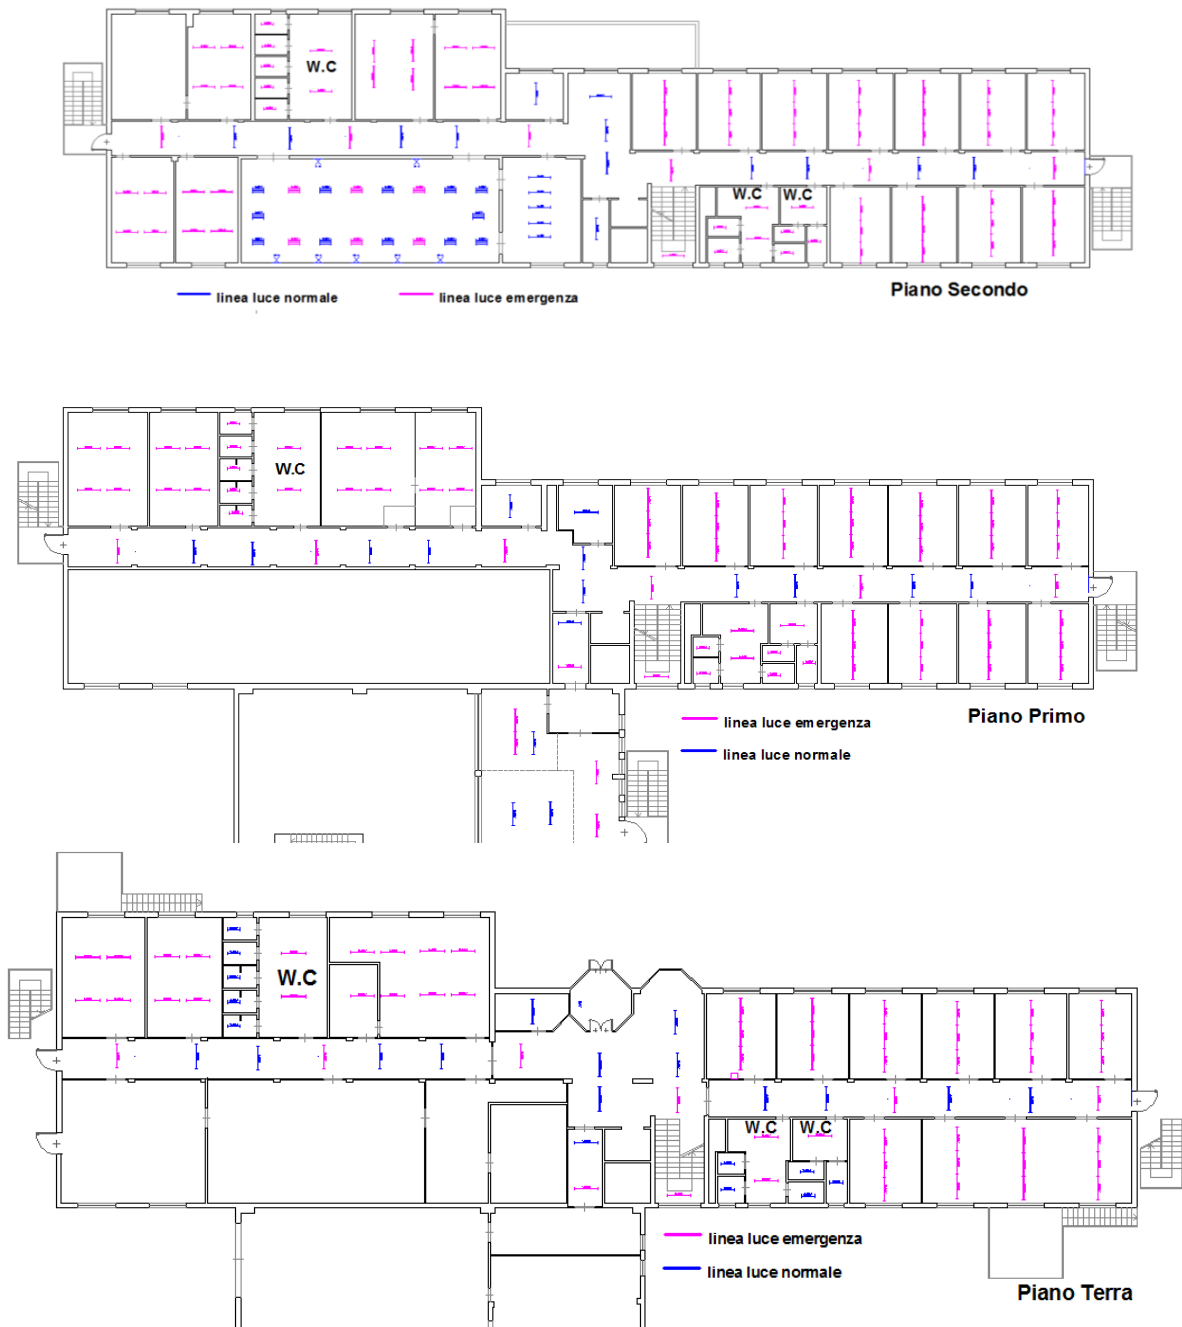 W.C
W.C
W.C
linea luce normale
linea luce emergenza
Piano Secondo
W.C
linea luce emergenza
Piano Primo
linea luce normale
W.C
W.C
W.C
linea luce emergenza
linea luce normale
Piano Terra